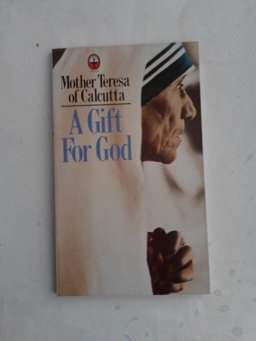 Mother Teresa
of Calcutta
A Gift
For God